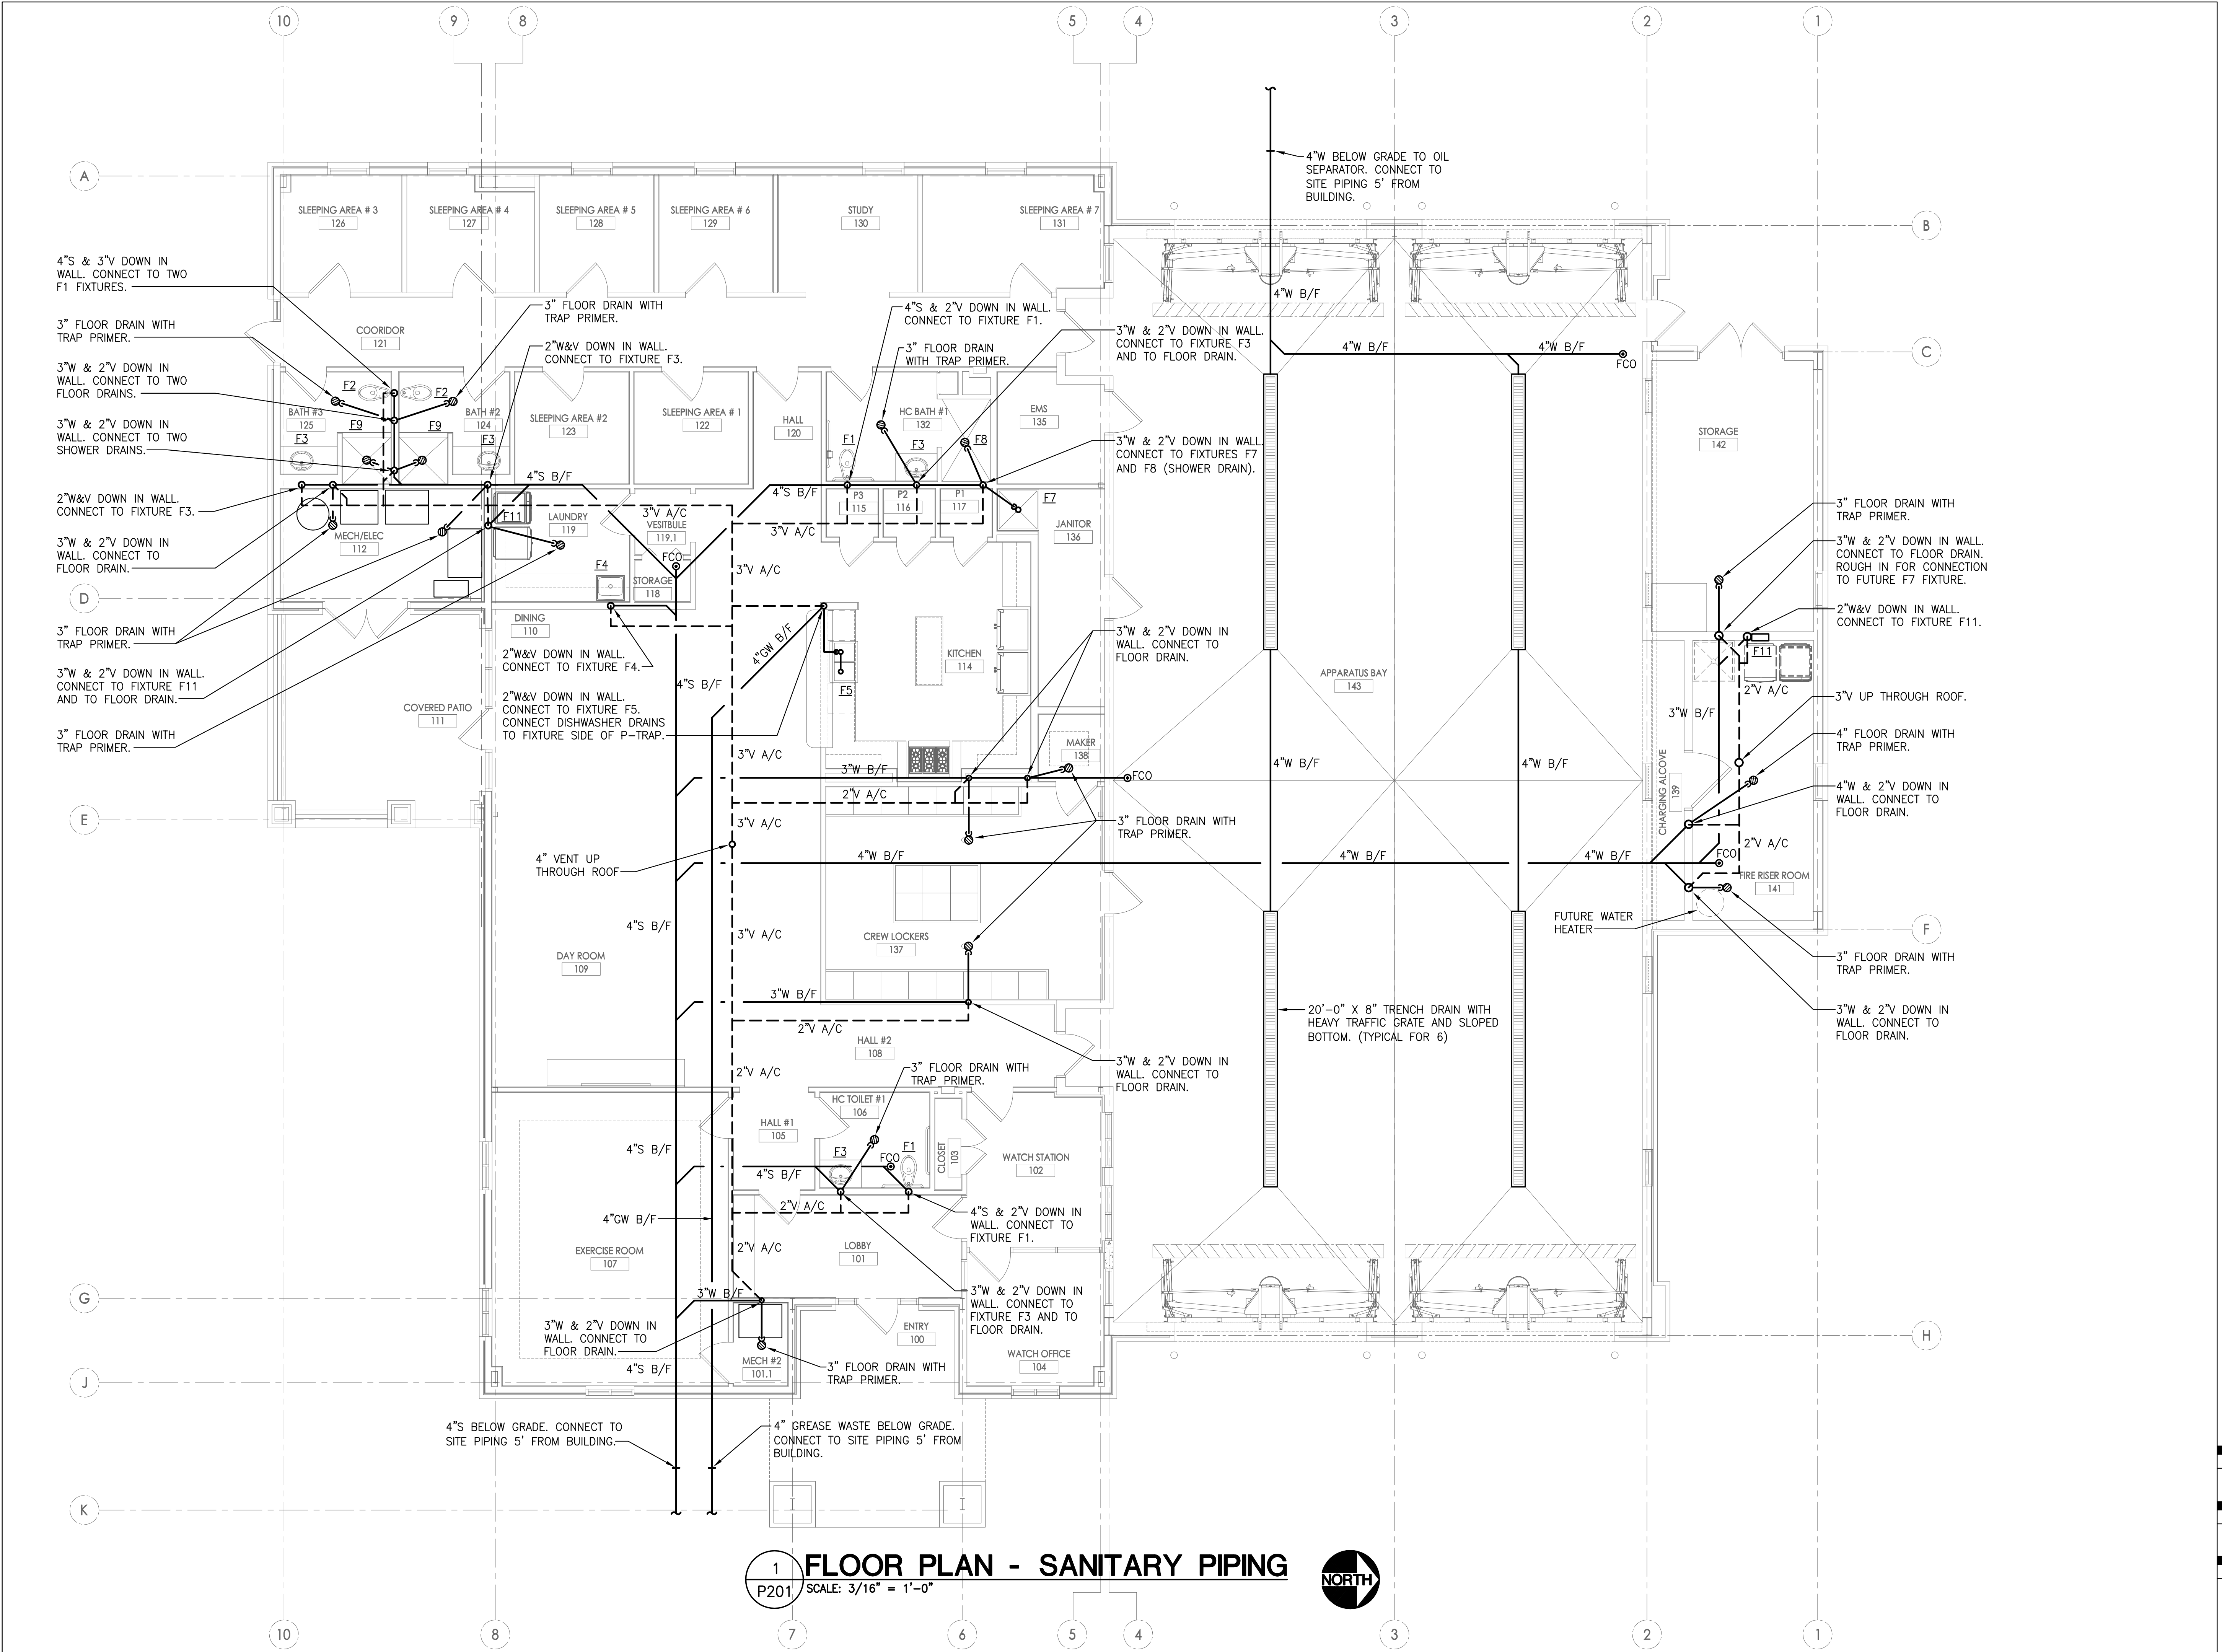 10
9
8
5
4
3
2
1
A
B
C
D
E
F
G
H
J
K
4"W BELOW GRADE TO OIL
SEPARATOR. CONNECT TO
SITE PIPING 5' FROM
BUILDING.
SLEEPING AREA # 3
126
SLEEPING AREA # 4
127
SLEEPING AREA # 5
128
SLEEPING AREA # 6
129
STUDY
130
SLEEPING AREA # 7
131
4"S & 3"V DOWN IN
WALL. CONNECT TO TWO
F1 FIXTURES.
3" FLOOR DRAIN WITH
TRAP PRIMER.
3"W & 2"V DOWN IN
WALL. CONNECT TO TWO
FLOOR DRAINS.
3"W & 2"V DOWN IN
WALL. CONNECT TO TWO
SHOWER DRAINS.
2"W&V DOWN IN WALL.
CONNECT TO FIXTURE F3.
3"W & 2"V DOWN IN
WALL. CONNECT TO
FLOOR DRAIN.
3" FLOOR DRAIN WITH
TRAP PRIMER.
3"W & 2"V DOWN IN WALL.
CONNECT TO FIXTURE F11
AND TO FLOOR DRAIN.
3" FLOOR DRAIN WITH
TRAP PRIMER.
COORIDOR
121
3" FLOOR DRAIN WITH
TRAP PRIMER.
2"W&V DOWN IN WALL.
CONNECT TO FIXTURE F3.
4"S & 2"V DOWN IN WALL.
CONNECT TO FIXTURE F1.
3" FLOOR DRAIN
WITH TRAP PRIMER.
3"W & 2"V DOWN IN WALL.
CONNECT TO FIXTURE F3
AND TO FLOOR DRAIN.
3"W & 2"V DOWN IN WALL.
CONNECT TO FIXTURES F7
AND F8 (SHOWER DRAIN).
F2
F2
BATH #3
125
BATH #2
124
F3
F9
F9
F3
SLEEPING AREA #2
123
SLEEPING AREA # 1
122
HALL
120
HC BATH #1
132
F1
F3
F8
EMS
135
4"S B/F
4"S B/F
P3
115
P2
116
P1
117
F7
JANITOR
136
MECH/ELEC
112
F11
LAUNDRY
119
3"V A/C
VESITBULE
119.1
FCO
3"V A/C
3"V A/C
F4
STORAGE
118
DINING
110
2"W&V DOWN IN WALL.
CONNECT TO FIXTURE F4.
4"S B/F
4"GW B/F
2"W&V DOWN IN WALL.
CONNECT TO FIXTURE F5.
CONNECT DISHWASHER DRAINS
TO FIXTURE SIDE OF P-TRAP.
F5
KITCHEN
114
3"W & 2"V DOWN IN
WALL. CONNECT TO
FLOOR DRAIN.
COVERED PATIO
111
3"V A/C
3"W B/F
2"V A/C
MAKER
138
FCO
3"V A/C
3" FLOOR DRAIN WITH
TRAP PRIMER.
4" VENT UP
THROUGH ROOF
4"W B/F
4"W B/F
4"W B/F
4"S B/F
3"V A/C
CREW LOCKERS
137
DAY ROOM
109
3"W B/F
2"V A/C
HALL #2
108
3"W & 2"V DOWN IN
WALL. CONNECT TO
FLOOR DRAIN.
2"V A/C
3" FLOOR DRAIN WITH
TRAP PRIMER.
HC TOILET #1
106
HALL #1
105
4"S B/F
F3
F1
FCO
4"S B/F
CLOSET
103
WATCH STATION
102
2"V A/C
4"GW B/F
4"S & 2"V DOWN IN
WALL. CONNECT TO
FIXTURE F1.
2"V A/C
LOBBY
101
EXERCISE ROOM
107
3"W B/F
3"W & 2"V DOWN IN
WALL. CONNECT TO
FIXTURE F3 AND TO
FLOOR DRAIN.
3"W & 2"V DOWN IN
WALL. CONNECT TO
FLOOR DRAIN.
ENTRY
100
4"S B/F
MECH #2
101.1
3" FLOOR DRAIN WITH
TRAP PRIMER.
WATCH OFFICE
104
4"S BELOW GRADE. CONNECT TO
SITE PIPING 5' FROM BUILDING.
4" GREASE WASTE BELOW GRADE.
CONNECT TO SITE PIPING 5' FROM
BUILDING.
4"W B/F
4"W B/F
4"W B/F
FCO
APPARATUS BAY
143
4"W B/F
4"W B/F
20'-0" X 8" TRENCH DRAIN WITH
HEAVY TRAFFIC GRATE AND SLOPED
BOTTOM. (TYPICAL FOR 6)
STORAGE
142
3" FLOOR DRAIN WITH
TRAP PRIMER.
3"W & 2"V DOWN IN WALL.
CONNECT TO FLOOR DRAIN.
ROUGH IN FOR CONNECTION
TO FUTURE F7 FIXTURE.
2"W&V DOWN IN WALL.
CONNECT TO FIXTURE F11.
F11
2"V A/C
3"W B/F
3"V UP THROUGH ROOF.
4" FLOOR DRAIN WITH
TRAP PRIMER.
CHARGING ALCOVE
139
4"W & 2"V DOWN IN
WALL. CONNECT TO
FLOOR DRAIN.
2"V A/C
FCO
FIRE RISER ROOM
141
FUTURE WATER
HEATER
3" FLOOR DRAIN WITH
TRAP PRIMER.
3"W & 2"V DOWN IN
WALL. CONNECT TO
FLOOR DRAIN.
1
P201
FLOOR PLAN - SANITARY PIPING
SCALE: 3/16" = 1'-0"
NORTH
10
8
7
6
5
4
3
2
1